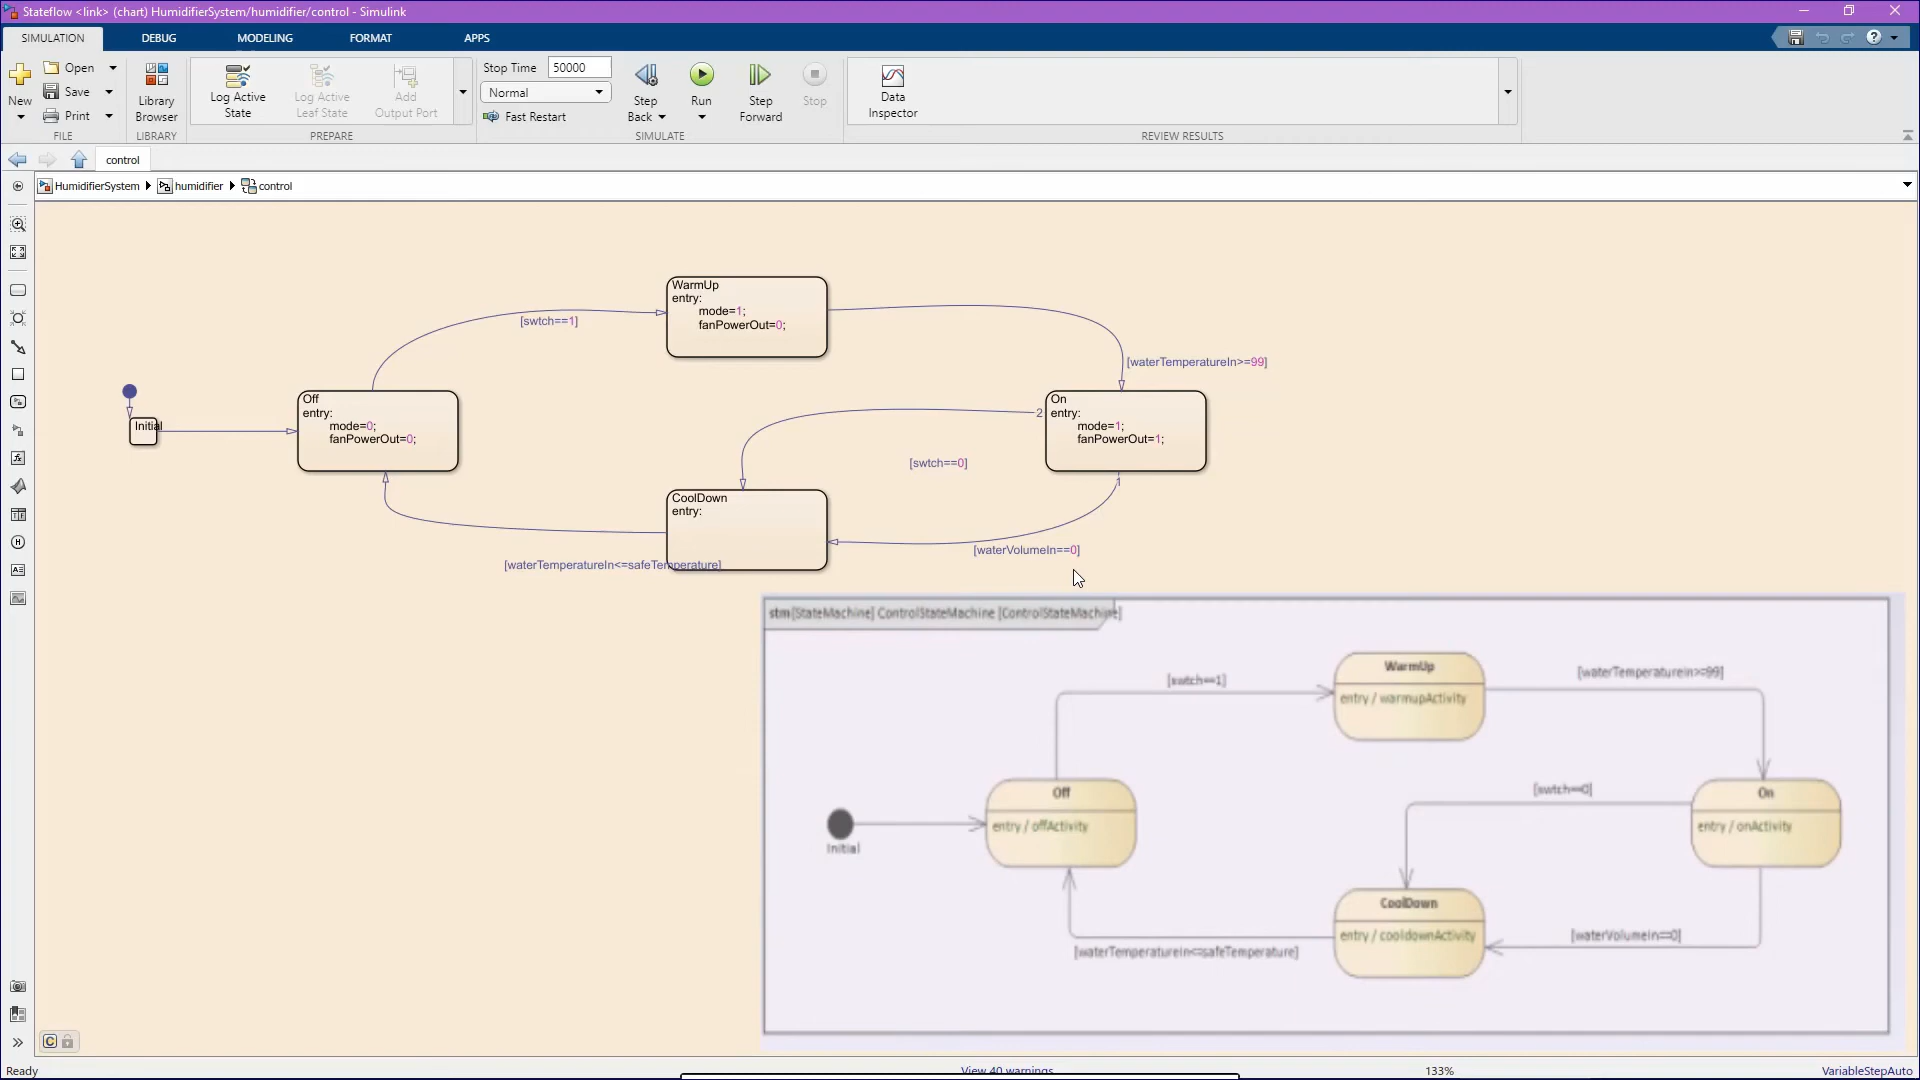 Stateflow <link> (chart) HumidifierSystem/humidifier/control - Simulink
SIMULATION
DEBUG
MODELING
FORMAT
APPS
New
Open
Save
Print
FILE
Library
Browser
LIBRARY
Log Active
State
Log Active
Leaf State
Add
Output Port
PREPARE
Stop Time
50000
Normal
Fast Restart
Step
Back
Run
Step
Forward
Stop
SIMULATE
Data
Inspector
REVIEW RESULTS
control
HumidifierSystem
humidifier
control
WarmUp
entry:
mode=1;
fanPowerOut=0;
[swtch==1]
[waterTemperatureIn>=99]
Initial
Off
entry:
mode=0;
fanPowerOut=0;
2
On
entry:
mode=1;
fanPowerOut=1;
[swtch==0]
1
CoolDown
entry:
[waterVolumeIn==0]
[waterTemperatureIn<=safeTemperature]
stm [StateMachine] ControlStateMachine [ControlStateMachine]
WarmUp
entry / warmupActivity
[swtch==1]
[waterTemperatureIn>=99]
Off
entry / offActivity
Initial
[swtch==0]
On
entry / onActivity
CoolDown
entry / cooldownActivity
[waterVolumeIn==0]
[waterTemperatureIn<=safeTemperature]
Ready
View 40 warnings
133%
VariableStepAuto